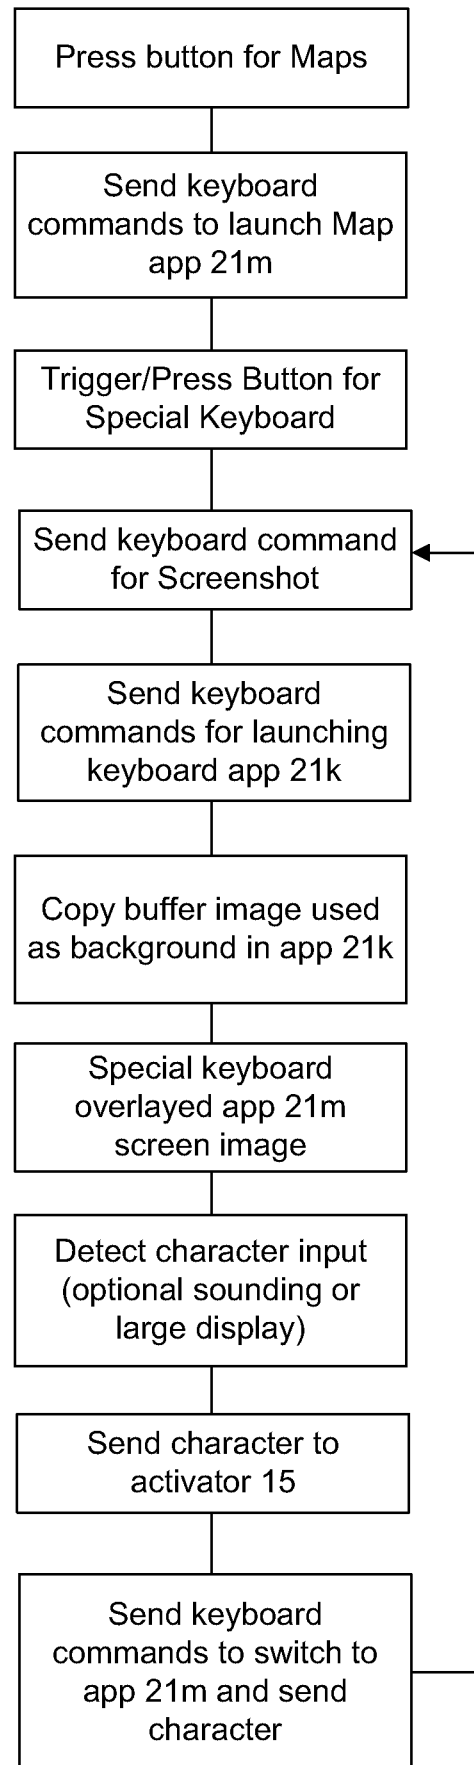 Press button for Maps
Send keyboard
commands to launch Map
app 21m
Trigger/Press Button for
Special Keyboard
Send keyboard command
for Screenshot
Send keyboard
commands for launching
keyboard app 21k
Copy buffer image used
as background in app 21k
Special keyboard
overlayed app 21m
screen image
Detect character input
(optional sounding or
large display)
Send character to
activator 15
Send keyboard
commands to switch to
app 21m and send
character